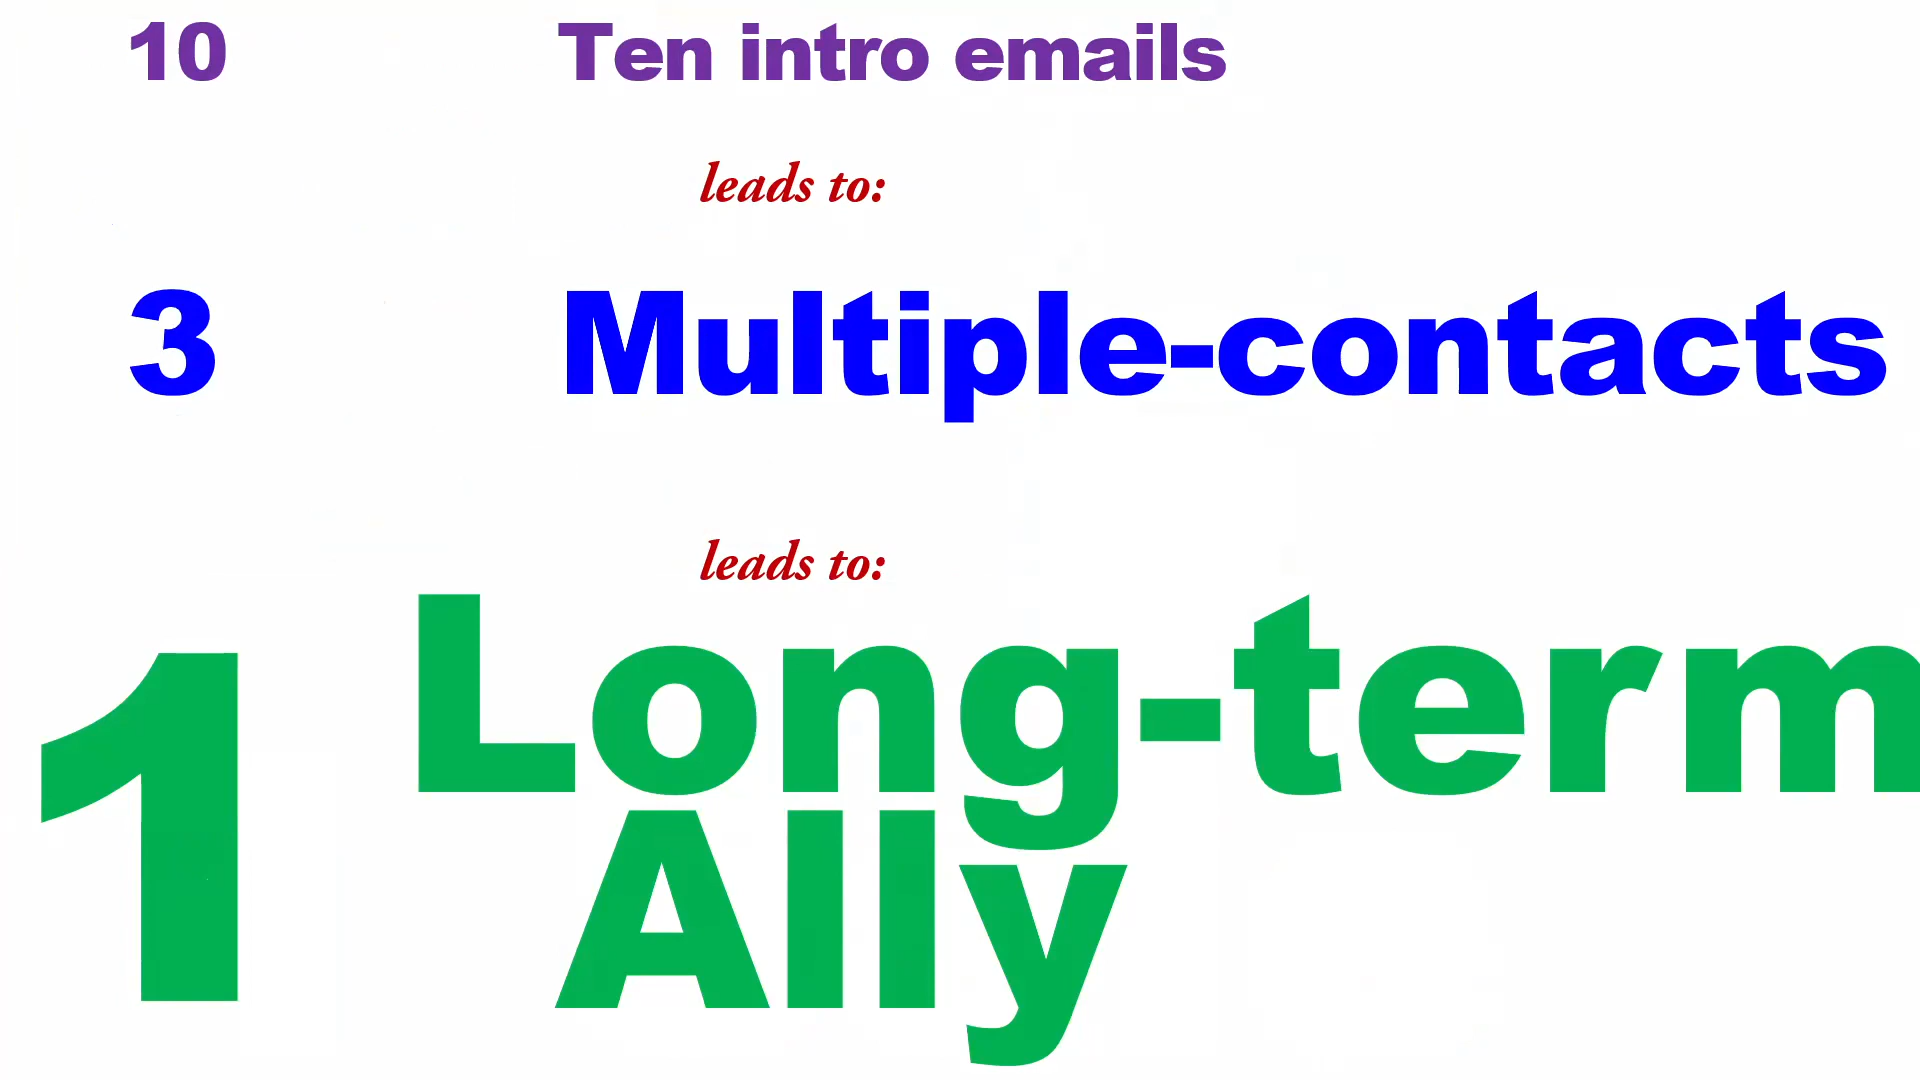 10 Ten intro emails
leads to:
3 Multiple-contacts
leads to:
1 Long-term
Ally